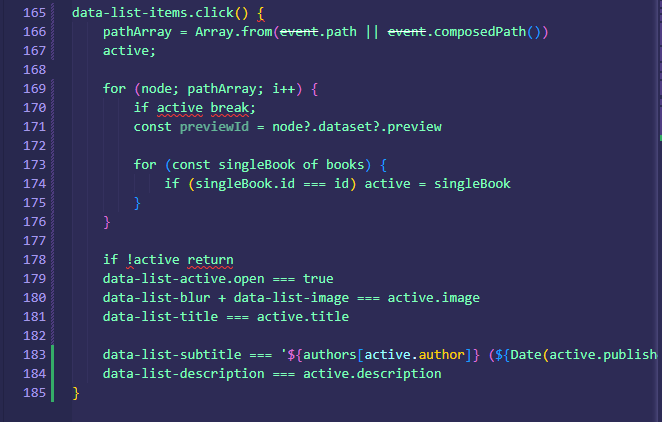 165 data-list-items.click() {
166 pathArray = Array.from(event.path || event.composedPath())
167 active;
168
169 for (node; pathArray; i++) {
170 if active break;
171 const previewId = node?.dataset?.preview
172
173 for (const singleBook of books) {
174 if (singleBook.id === id) active = singleBook
175 }
176 }
177
178 if !active return
179 data-list-active.open === true
180 data-list-blur + data-list-image === active.image
181 data-list-title === active.title
182
183 data-list-subtitle === '${authors[active.author]} (${Date(active.publish
184 data-list-description === active.description
185 }